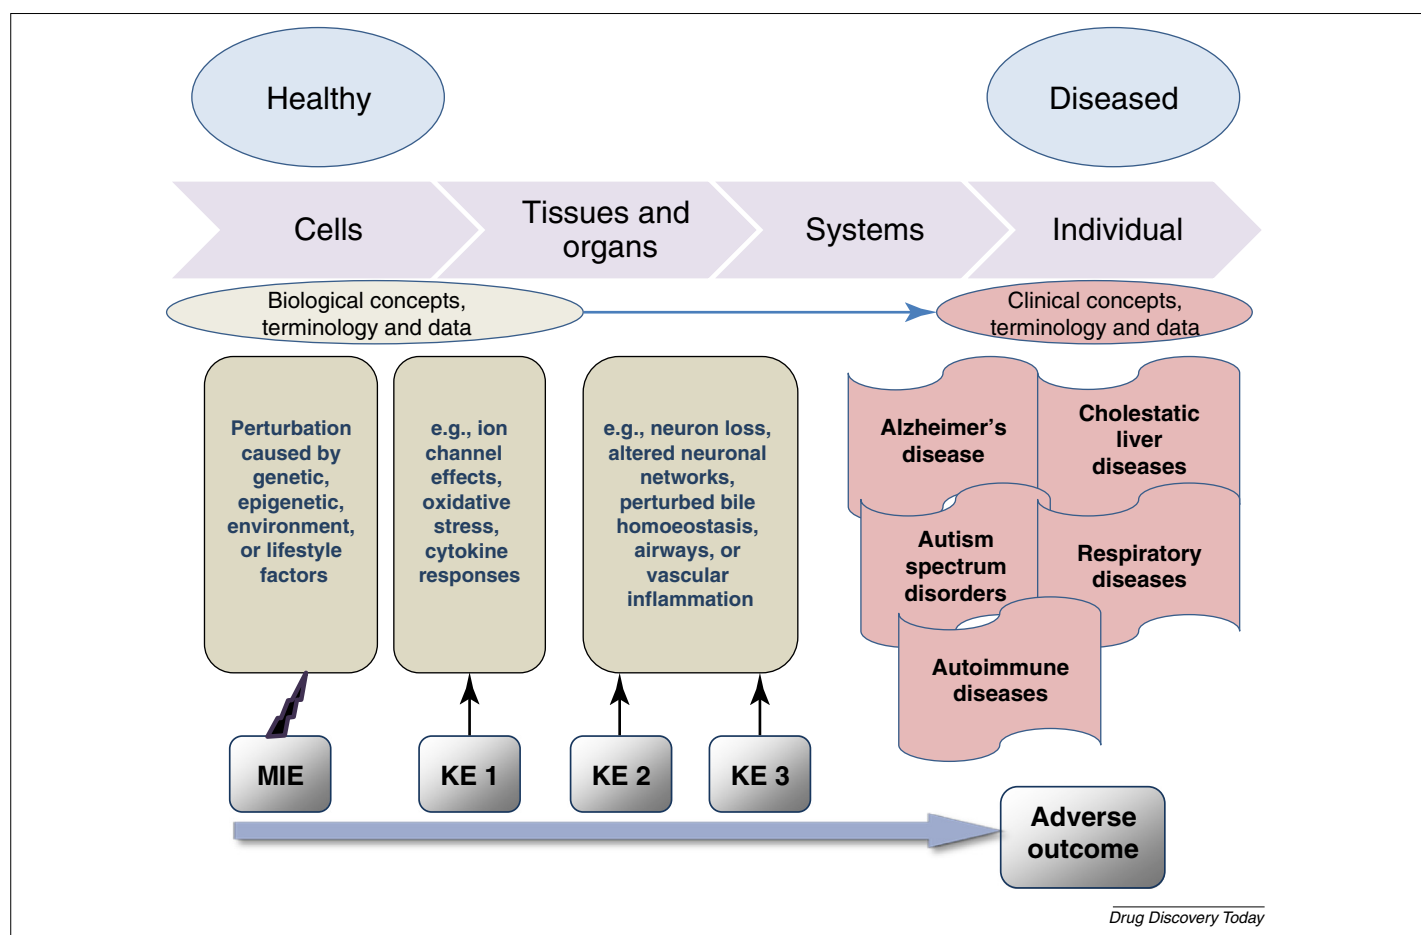 Healthy
Diseased
Cells
Tissues and
organs
Systems
Individual
Biological concepts,
terminology and data
Clinical concepts,
terminology and data
Perturbation
caused by
genetic,
epigenetic,
environment,
or lifestyle
factors
e.g., ion
channel
effects,
oxidative
stress,
cytokine
responses
e.g., neuron loss,
altered neuronal
networks,
perturbed bile
homoeostasis,
airways, or
vascular
inflammation
Alzheimer's
disease
Cholestatic
liver
diseases
Autism
spectrum
disorders
Respiratory
diseases
Autoimmune
diseases
MIE
KE 1
KE 2
KE 3
Adverse
outcome
Drug Discovery Today